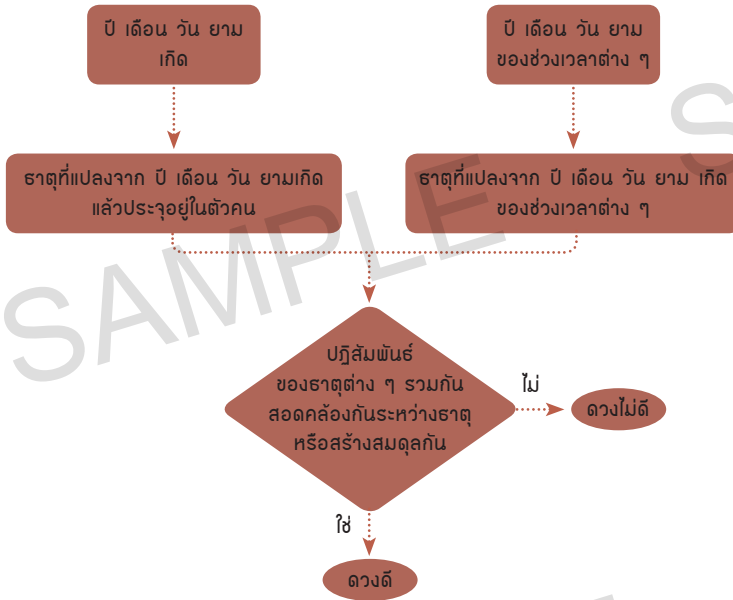 ปี เดือน วัน ยาม
เกิด
ปี เดือน วัน ยาม
ของช่วงเวลาต่าง ๆ
ธาตุที่แปลงจาก ปี เดือน วัน ยามเกิด
แล้วประจุอยู่ในตัวคน
ธาตุที่แปลงจาก ปี เดือน วัน ยาม เกิด
ของช่วงเวลาต่าง ๆ
SAMPLE
ปฏิสัมพันธ์
ของธาตุต่าง ๆ รวมกัน
สอดคล้องกันระหว่างธาตุ
หรือสร้างสมดุลกัน
ไม่
ดวงไม่ดี
ใช่
ดวงดี